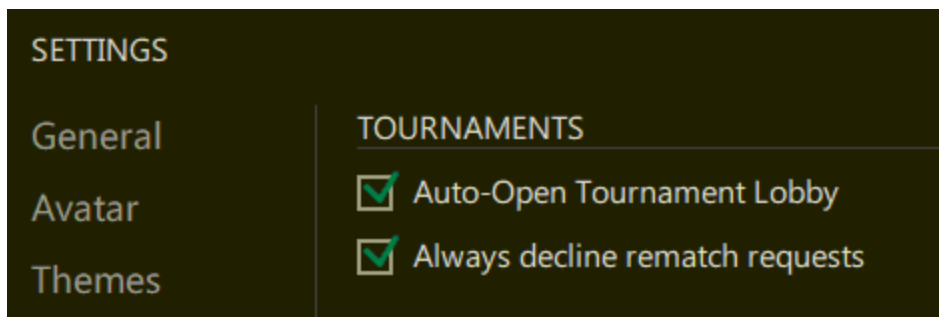 SETTINGS
General
Avatar
Themes
TOURNAMENTS
Auto-Open Tournament Lobby
Always decline rematch requests